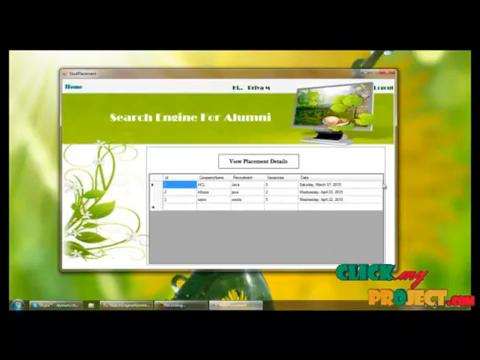 StudPlacement
Home
Hi.. Priya M
Logout
Search Engine For Alumni
View Placement Details
Id CompanyName Recruitment Vacancies Date
HCL Java 5 Saturday, March 07, 2015
2 Infosys java 2 Wednesday, April 22, 2015
3 wipro oracle 5 Wednesday, April 22, 2015
CLICK my
PROJECT.COM